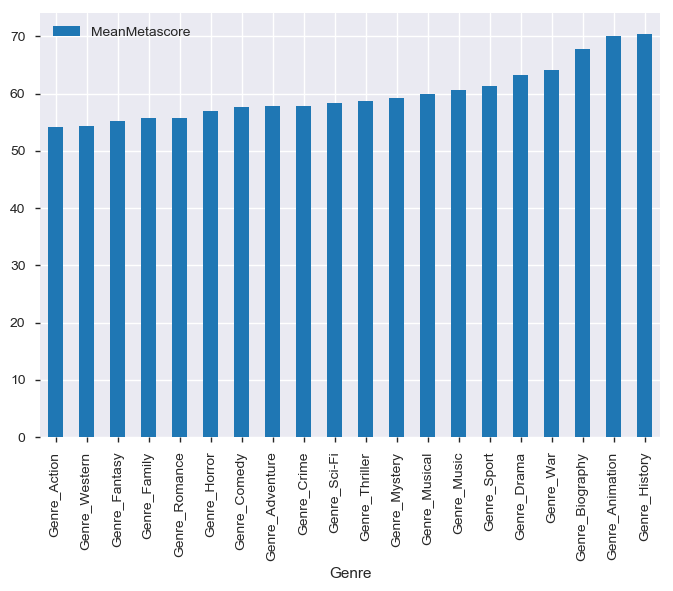 MeanMetascore
70
60
50
40
30
20
10
0
Genre_Action
Genre_Western
Genre_Fantasy
Genre_Family
Genre_Romance
Genre_Horror
Genre_Comedy
Genre_Adventure
Genre_Crime
Genre_Sci-Fi
Genre_Thriller
Genre_Mystery
Genre_Musical
Genre_Music
Genre_Sport
Genre_Drama
Genre_War
Genre_Biography
Genre_Animation
Genre_History
Genre